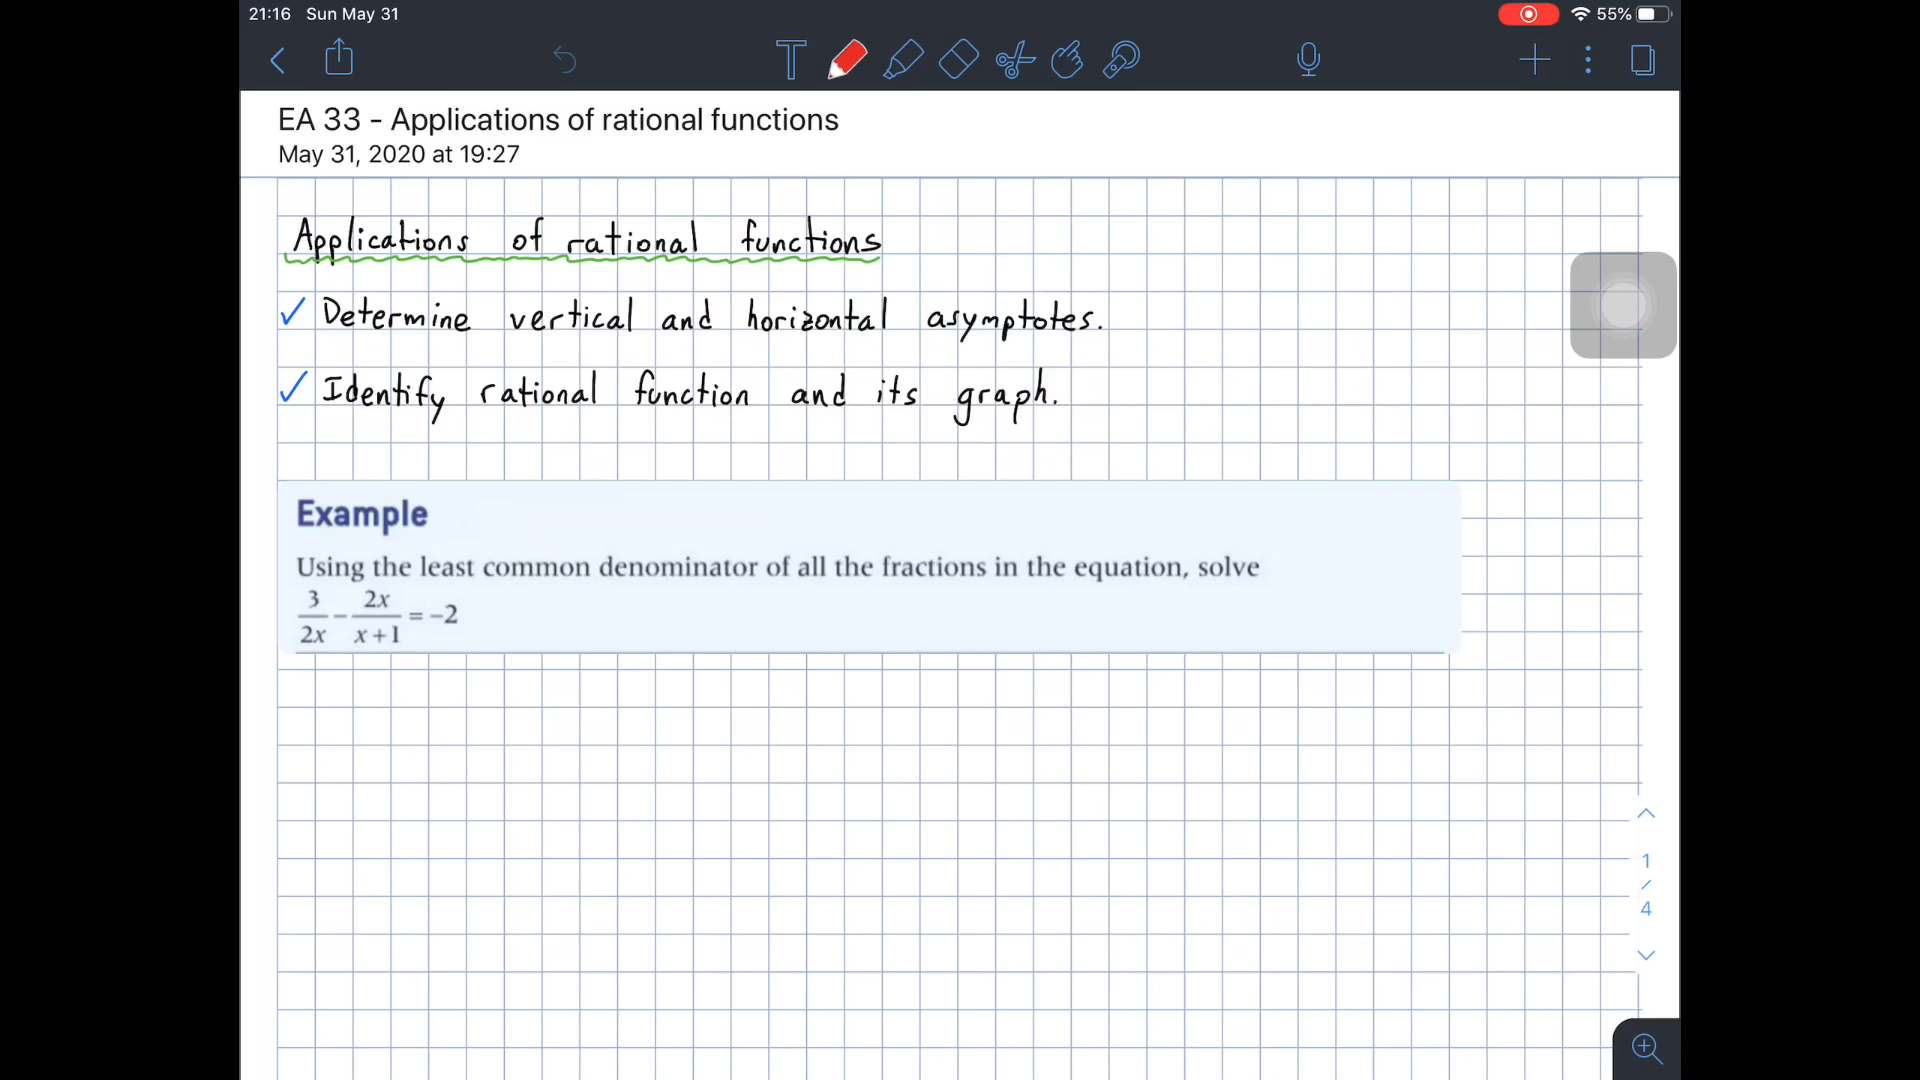 21:16 Sun May 31
55%
EA 33 - Applications of rational functions
May 31, 2020 at 19:27
Applications of rational functions
✓ Determine vertical and horizontal asymptotes.
✓ Identify rational function and its graph.
Example
Using the least common denominator of all the fractions in the equation, solve
3/2x − 2x/x+1 = −2
1/4